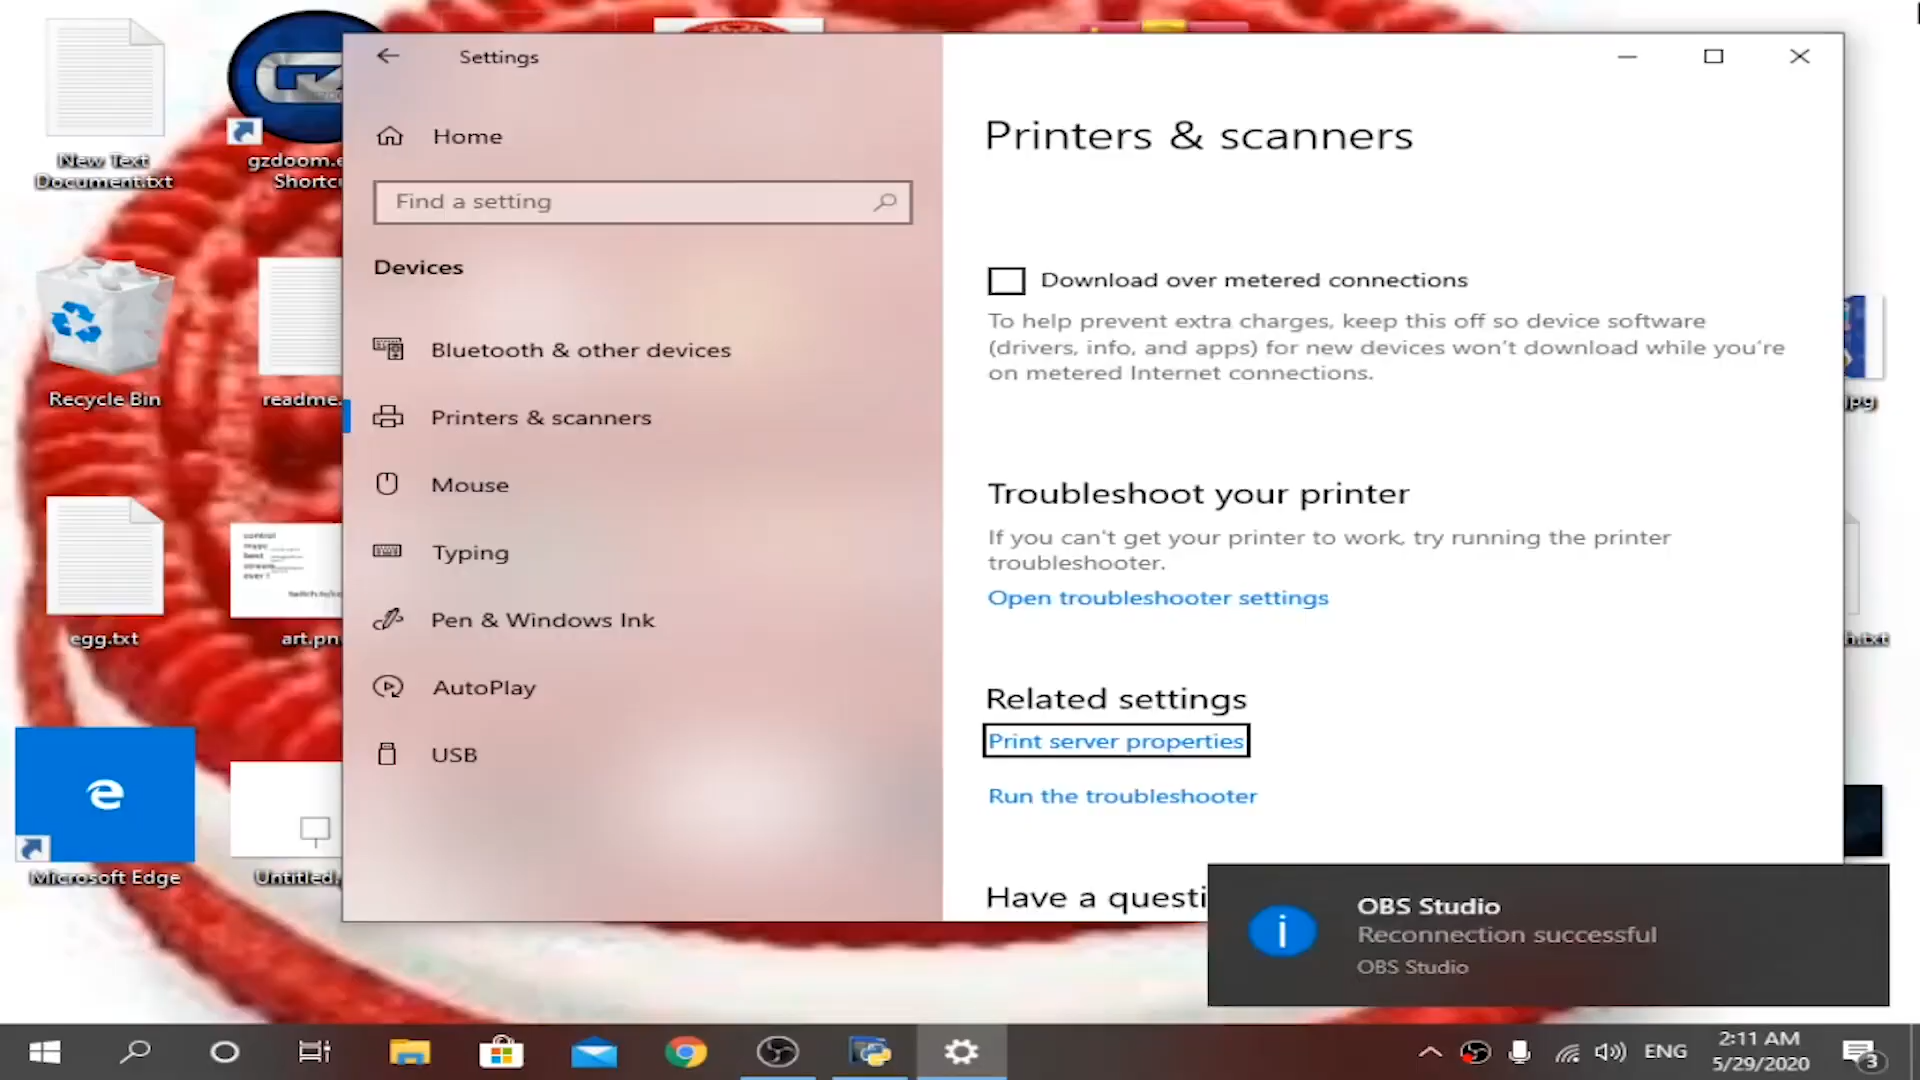 Settings
Home
Find a setting
Devices
Bluetooth & other devices
Printers & scanners
Mouse
Typing
Pen & Windows Ink
AutoPlay
USB
Printers & scanners
Download over metered connections
To help prevent extra charges, keep this off so device software
(drivers, info, and apps) for new devices won't download while you're
on metered Internet connections.
Troubleshoot your printer
If you can't get your printer to work, try running the printer
troubleshooter.
Open troubleshooter settings
Related settings
Print server properties
Run the troubleshooter
Have a questi
OBS Studio
Reconnection successful
OBS Studio
New Text
Document.txt
gzdoom.e
Shortcu
Recycle Bin
readme.
egg.txt
art.pn
Microsoft Edge
Untitled.
jpg
h.txt
ENG
2:11 AM
5/29/2020
3